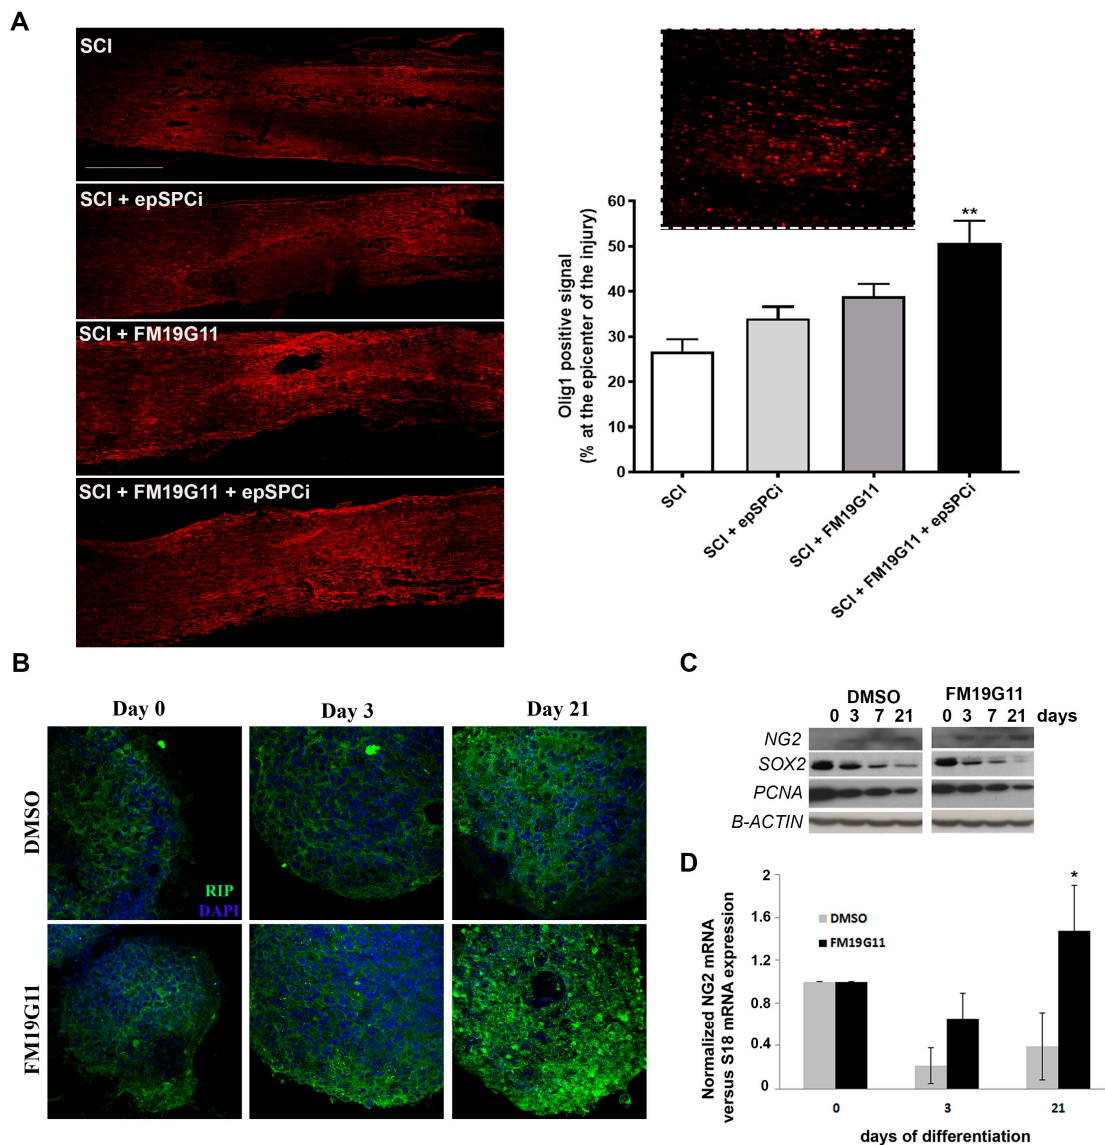 A
SCI
SCI + epSPCi
SCI + FM19G11
SCI + FM19G11 + epSPCi
Olig1 positive signal
(% at the epicenter of the injury)
60
50
40
30
20
10
0
**
SCI
SCI + epSPCi
SCI + FM19G11
SCI + FM19G11 + epSPCi
B
Day 0
Day 3
Day 21
DMSO
RIP
DAPI
FM19G11
C
DMSO
FM19G11
0 3 7 21 0 3 7 21 days
NG2
SOX2
PCNA
B-ACTIN
D
Normalized NG2 mRNA
versus S18 mRNA expression
2
1.6
1.2
0.8
0.4
0
DMSO
FM19G11
*
0 3 21
days of differentiation